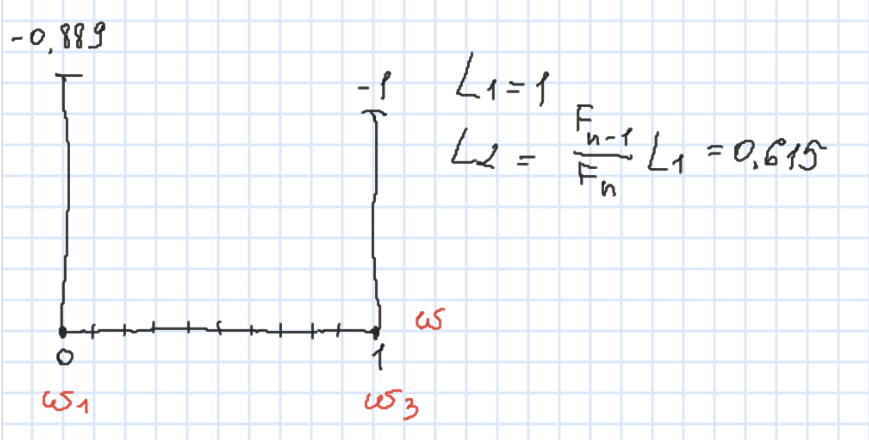 -0,889
-1
L1 = 1
L2 = Fn-1/Fn L1 = 0,615
ω
0 1
ω1 ω3